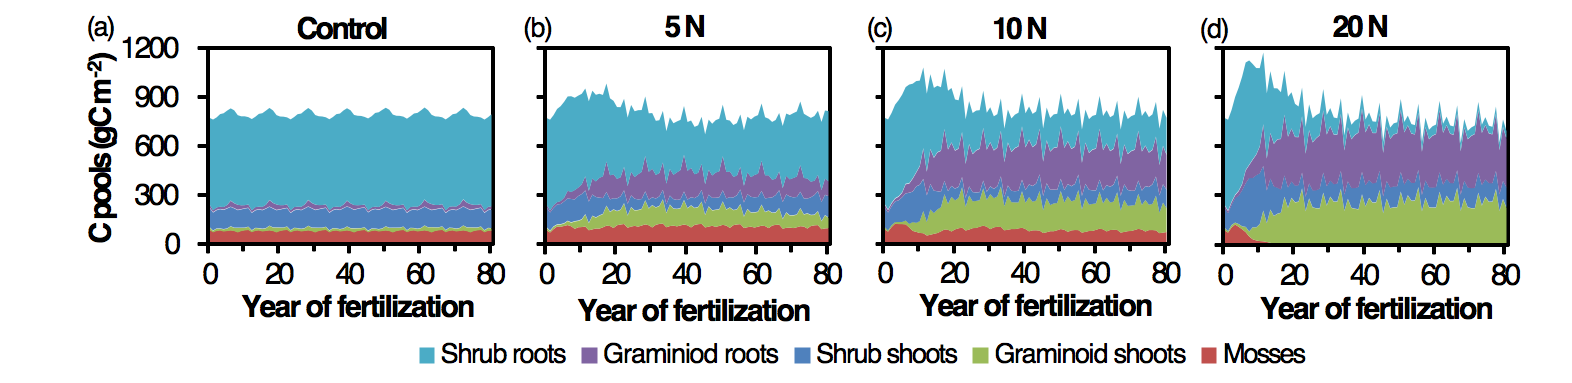 (a) Control
(b) 5 N
(c) 10 N
(d) 20 N
C pools (gC m-2)
1200
900
600
300
0
0 20 40 60 80
0 20 40 60 80
0 20 40 60 80
0 20 40 60 80
Year of fertilization
Year of fertilization
Year of fertilization
Year of fertilization
Shrub roots Graminiod roots Shrub shoots Graminoid shoots Mosses